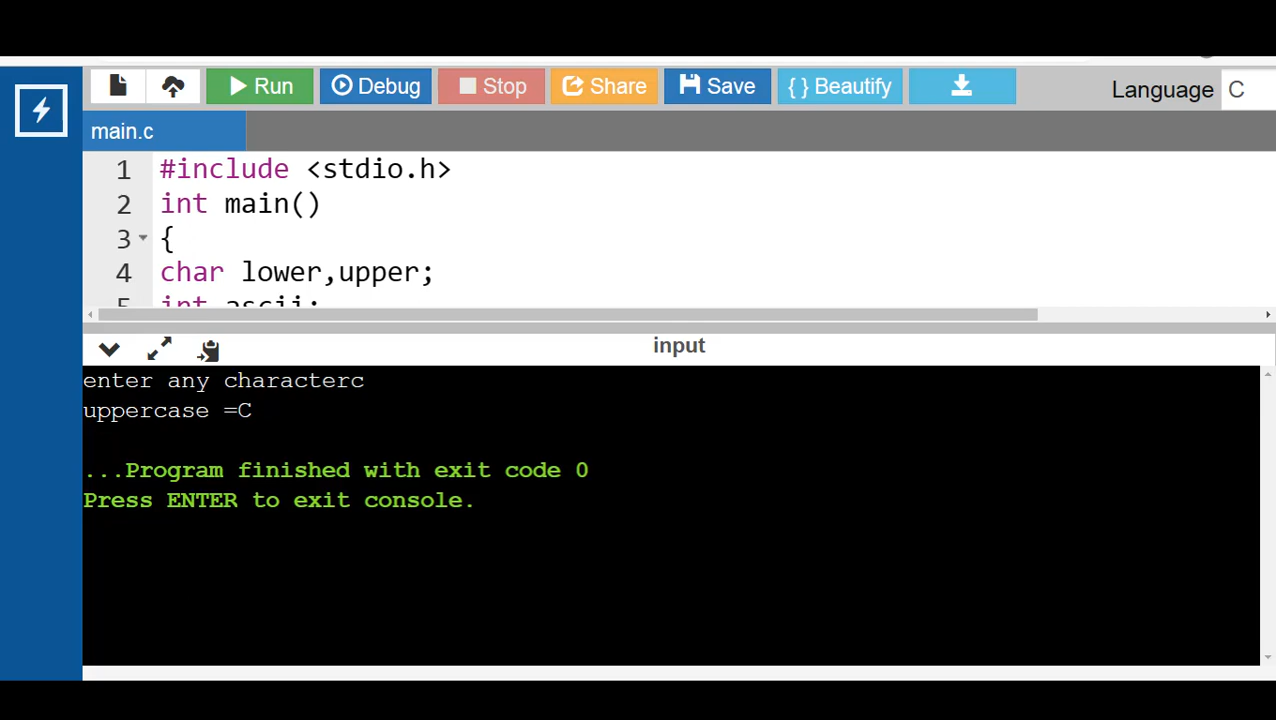 Run Debug Stop Share Save { } Beautify Language C
main.c
1 #include <stdio.h>
2 int main()
3 {
4 char lower,upper;
5 int ascii;
input
enter any characterc
uppercase =C
...Program finished with exit code 0
Press ENTER to exit console.